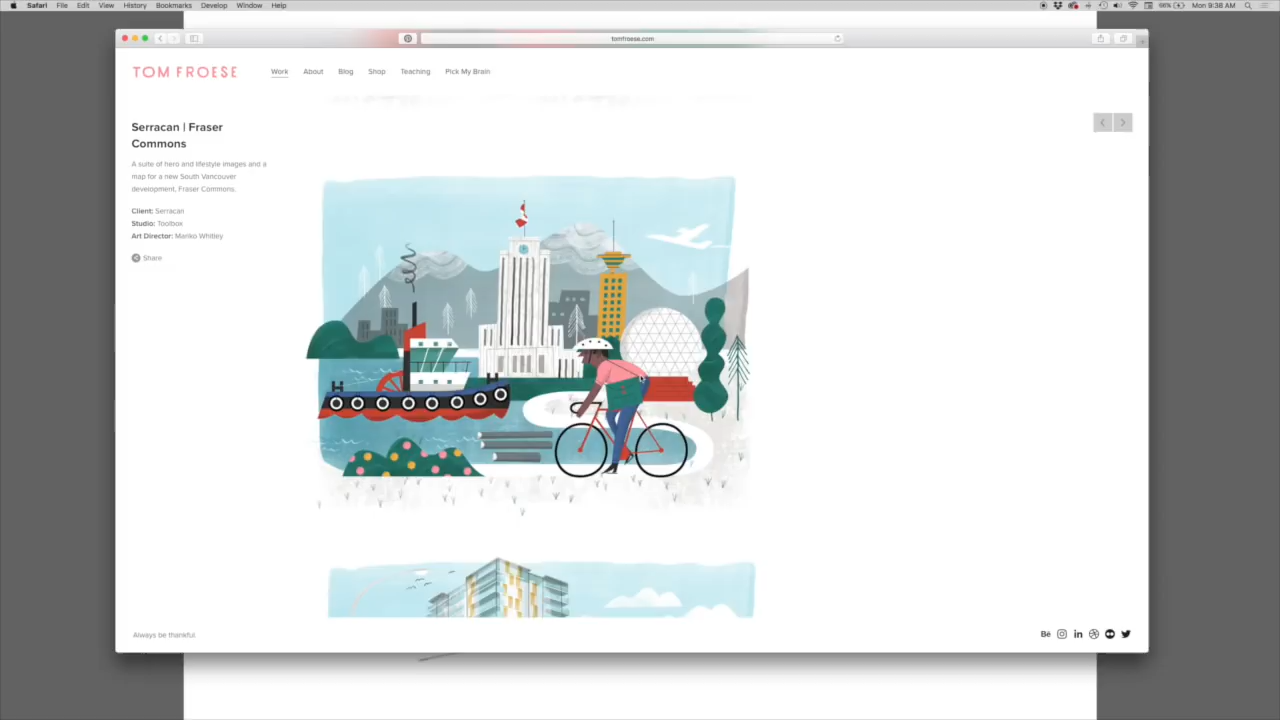 Safari File Edit View History Bookmarks Develop Window Help
98% Mon 9:38 AM
tomfroese.com
TOM FROESE Work About Blog Shop Teaching Pick My Brain
Serracan | Fraser
Commons
A suite of hero and lifestyle images and a
map for a new South Vancouver
development, Fraser Commons.
Client: Serracan
Studio: Toolbox
Art Director: Mariko Whitley
Share
Always be thankful.
Bē